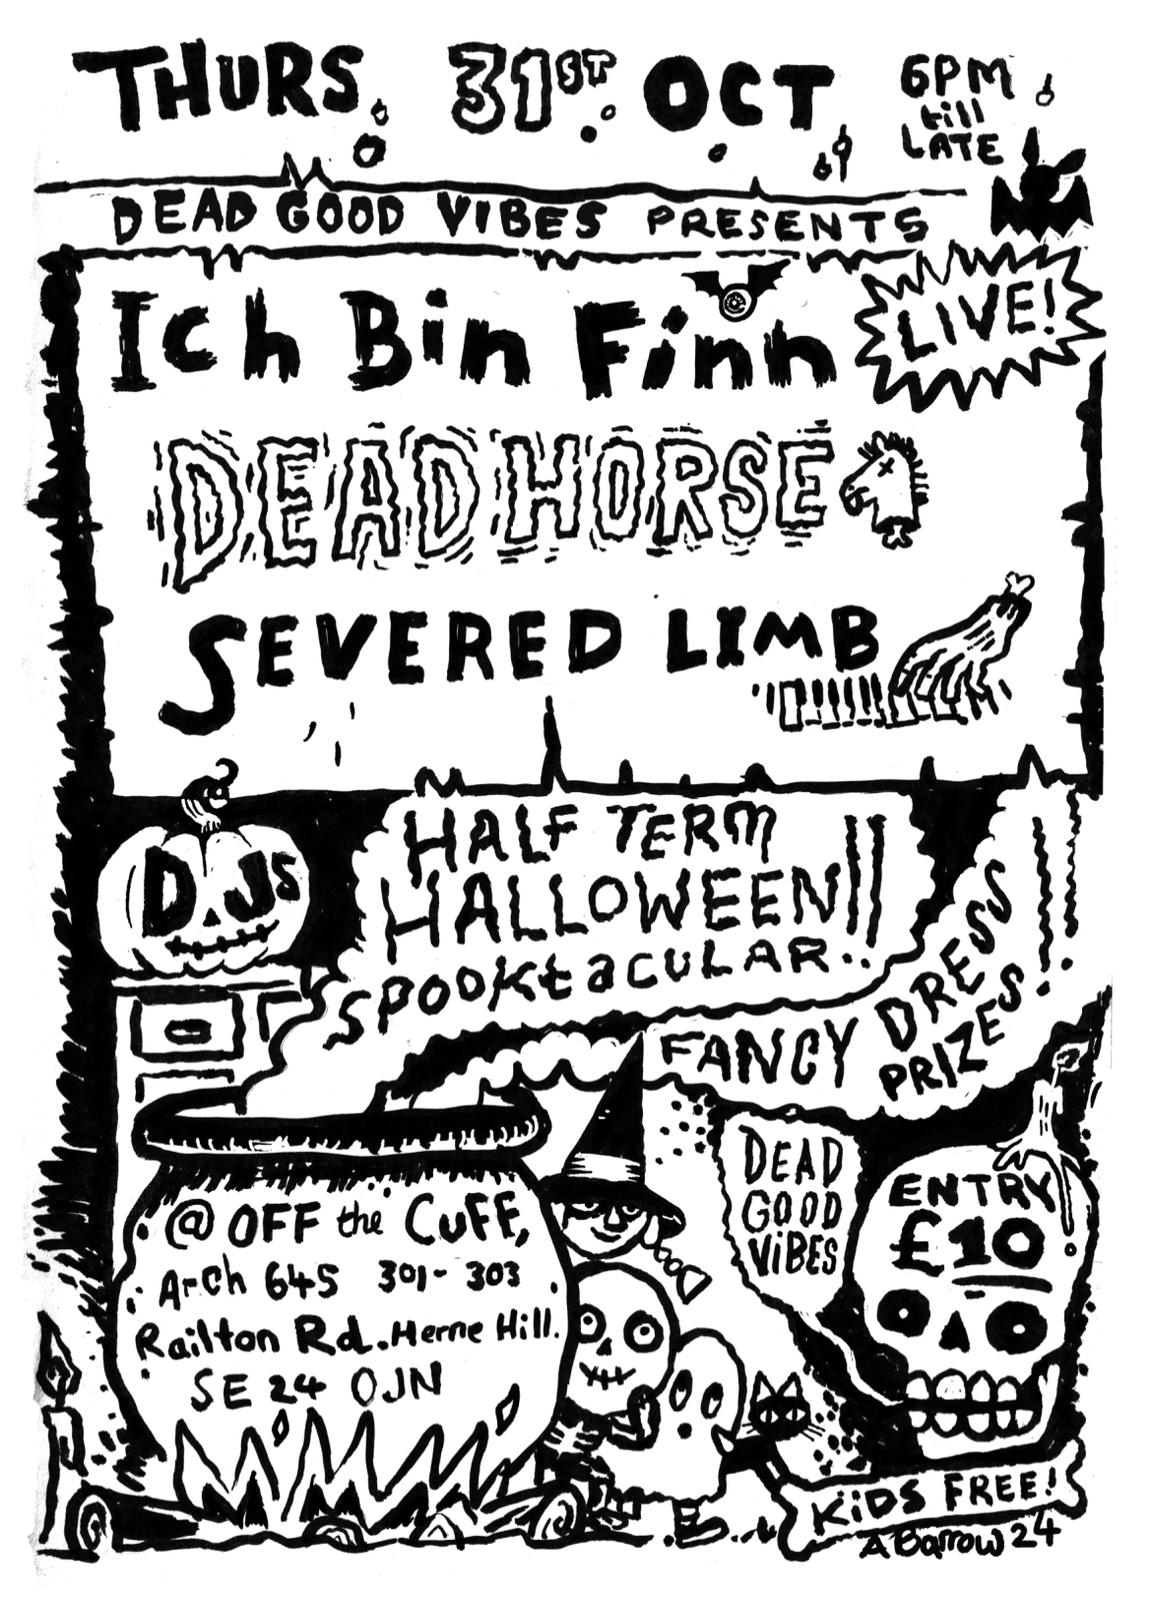 THURS 31ST OCT 6PM
till
LATE
DEAD GOOD VIBES PRESENTS
Ich Bin Finn LIVE!
DEAD HORSE
SEVERED LIMB
DJS
HALF TERM
HALLOWEEN!!
SPOOKtaCULAR..
FANCY DRESS !!
PRIZES
@ OFF the CUFF,
Arch 645 301-303
Railton Rd. Herne Hill.
SE24 OJN
DEAD
GOOD
ViBES
ENTRY
£10
KiDS FREE!
A Barrow 24